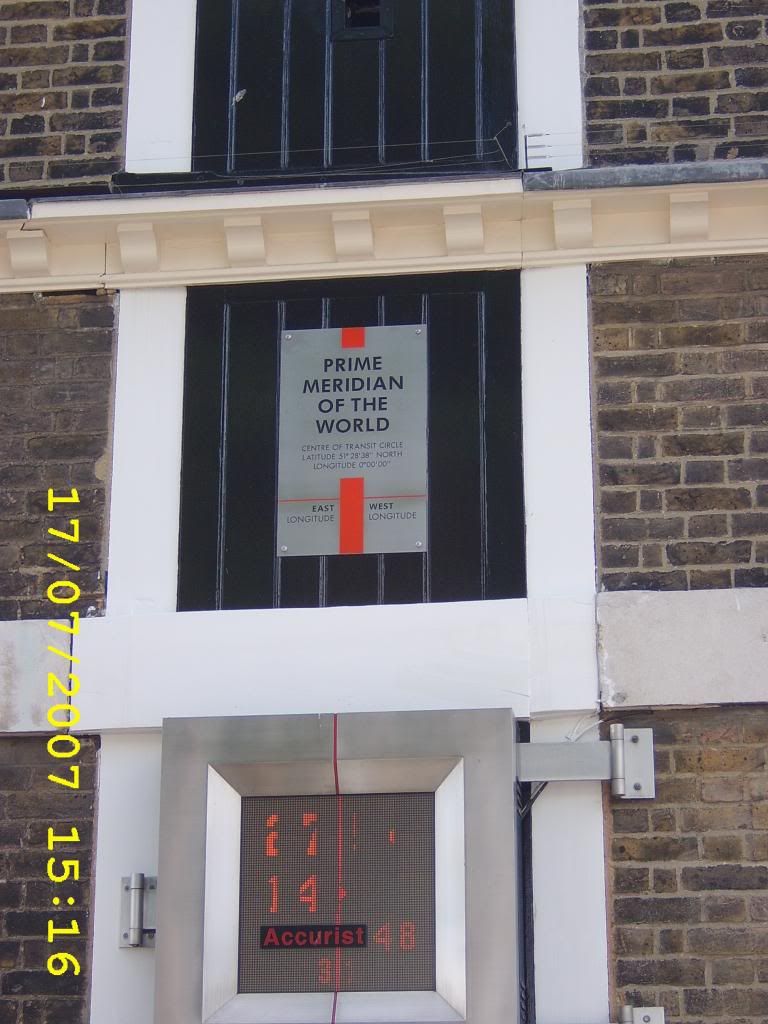 PRIME
MERIDIAN
OF THE
WORLD
CENTRE OF TRANSIT CIRCLE
LATITUDE 51° 28'38" NORTH
LONGITUDE 0°00'00"
EAST
LONGITUDE
WEST
LONGITUDE
14
Accurist
48
17/07/2007 15:16